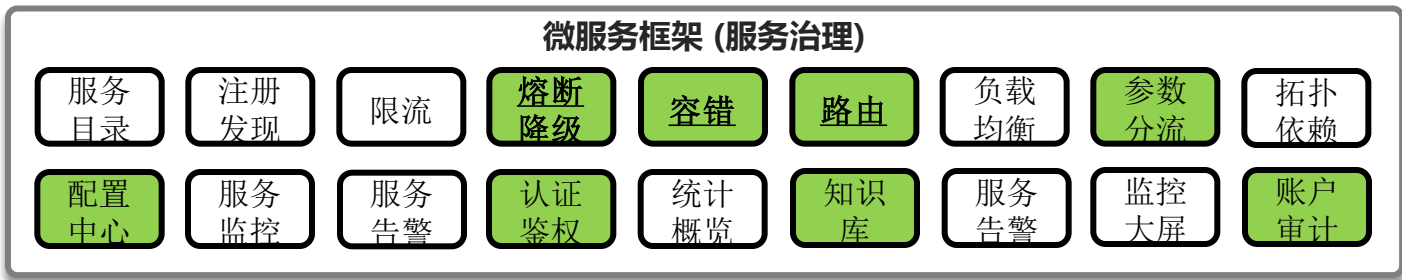 微服务框架 (服务治理)
服务
目录
注册
发现
限流
熔断
降级
容错
路由
负载
均衡
参数
分流
拓扑
依赖
配置
中心
服务
监控
服务
告警
认证
鉴权
统计
概览
知识
库
服务
告警
监控
大屏
账户
审计